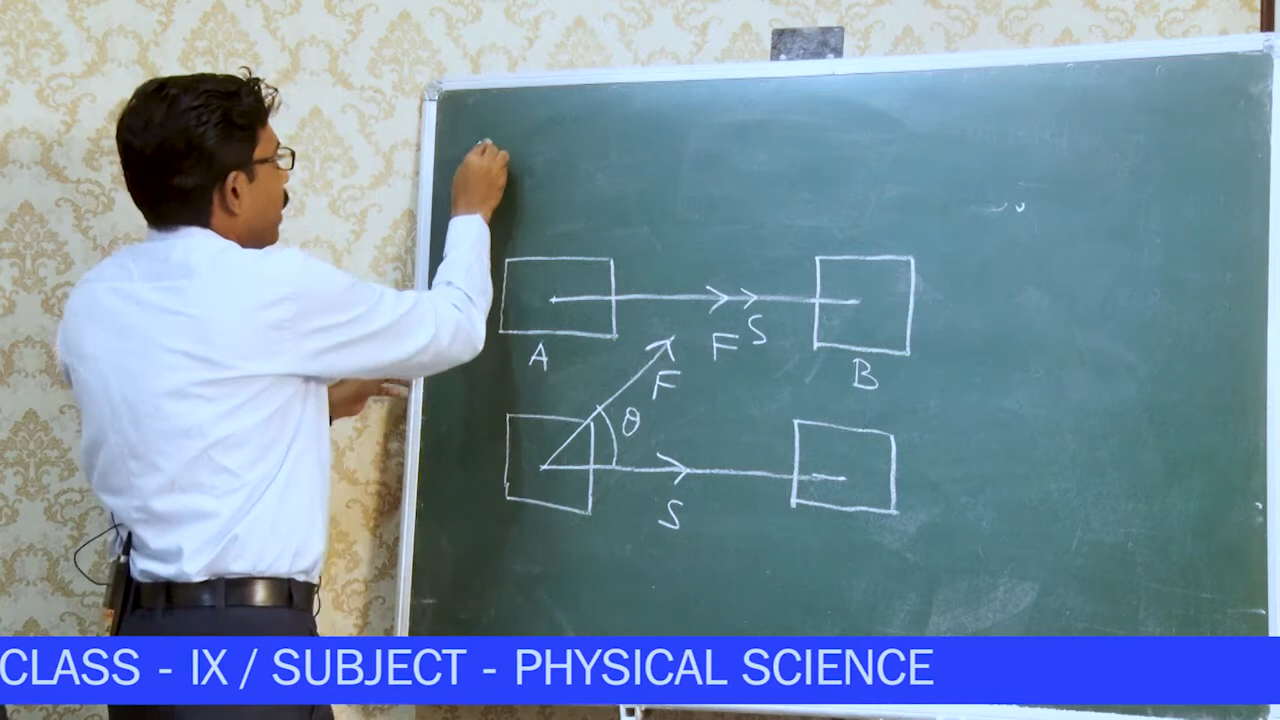 F S
A
B
F
θ
S
CLASS - IX / SUBJECT - PHYSICAL SCIENCE